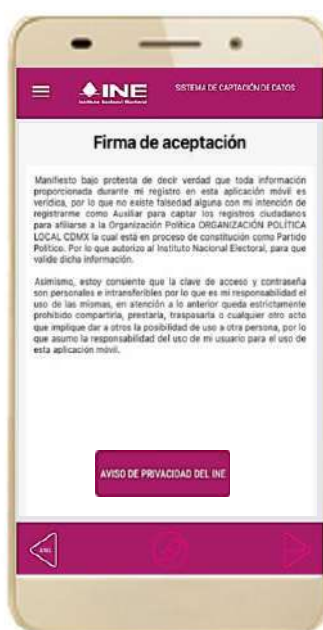 INE
Instituto Nacional Electoral
SISTEMA DE CAPTACIÓN DE DATOS
Firma de aceptación
Manifiesto bajo protesta de decir verdad que toda información
proporcionada durante mi registro en esta aplicación móvil es
verídica, por lo que no existe falsedad alguna con mi intención de
registrarme como Auxiliar para captar los registros ciudadanos
para afiliarse a la Organización Política ORGANIZACIÓN POLÍTICA
LOCAL CDMX la cual está en proceso de constitución como Partido
Político. Por lo que autorizo al Instituto Nacional Electoral, para que
valide dicha información.
Asimismo, estoy consiente que la clave de acceso y contraseña
son personales e intransferibles por lo que es mi responsabilidad el
uso de las mismas, en atención a lo anterior queda estrictamente
prohibido compartirla, prestarla, traspasarla o cualquier otro acto
que implique dar a otros la posibilidad de uso a otra persona, por lo
que asumo la responsabilidad del uso de mi usuario para el uso de
esta aplicación móvil.
AVISO DE PRIVACIDAD DEL INE